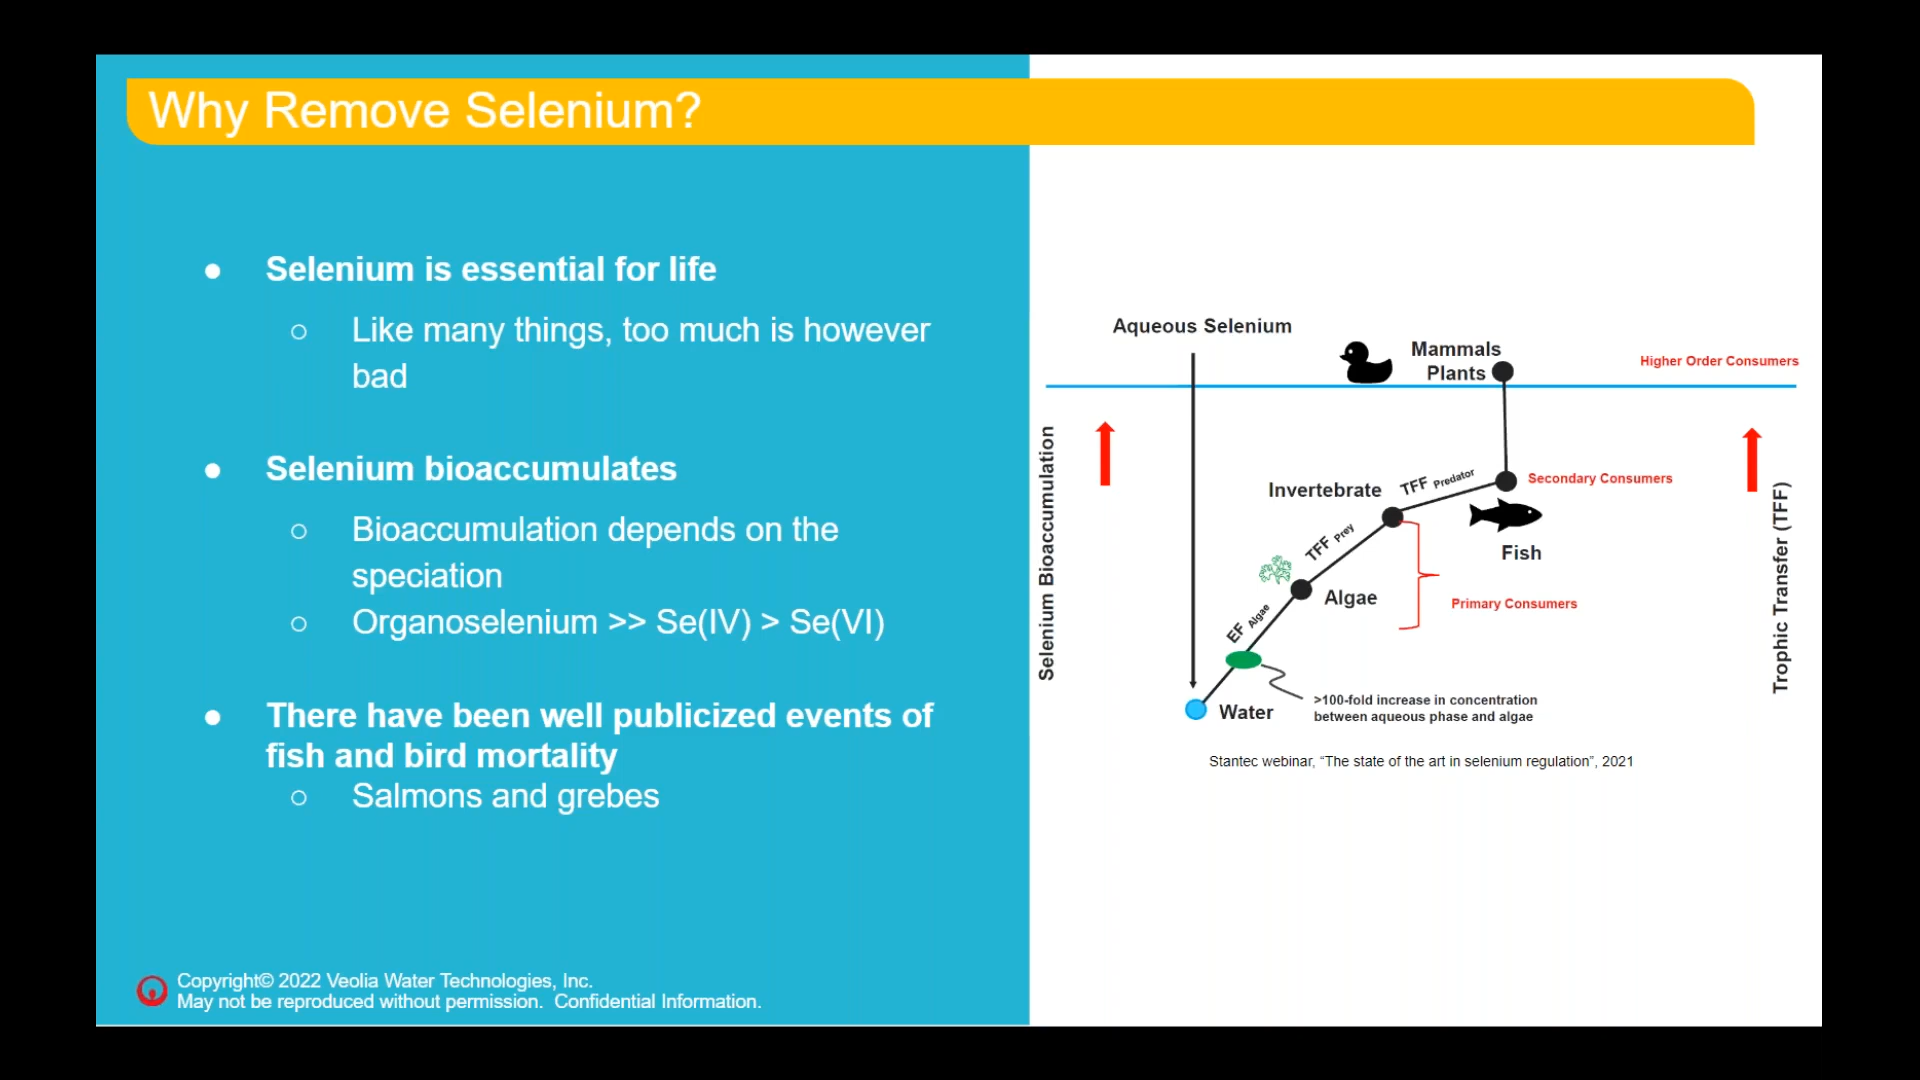 Why Remove Selenium?
● Selenium is essential for life
○ Like many things, too much is however
bad
● Selenium bioaccumulates
○ Bioaccumulation depends on the
speciation
○ Organoselenium >> Se(IV) > Se(VI)
● There have been well publicized events of
fish and bird mortality
○ Salmons and grebes
Copyright© 2022 Veolia Water Technologies, Inc.
May not be reproduced without permission. Confidential Information.
Aqueous Selenium
Mammals
Plants
Higher Order Consumers
Selenium Bioaccumulation
Invertebrate
TFF Predator
Secondary Consumers
TFF Prey
Fish
Algae
Primary Consumers
EF Algae
Water
>100-fold increase in concentration
between aqueous phase and algae
Trophic Transfer (TFF)
Stantec webinar, “The state of the art in selenium regulation”, 2021